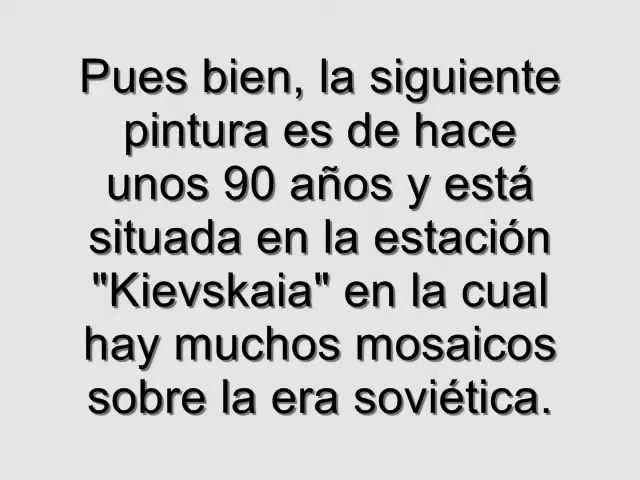 Pues bien, la siguiente
pintura es de hace
unos 90 años y está
situada en la estación
"Kievskaia" en la cual
hay muchos mosaicos
sobre la era soviética.